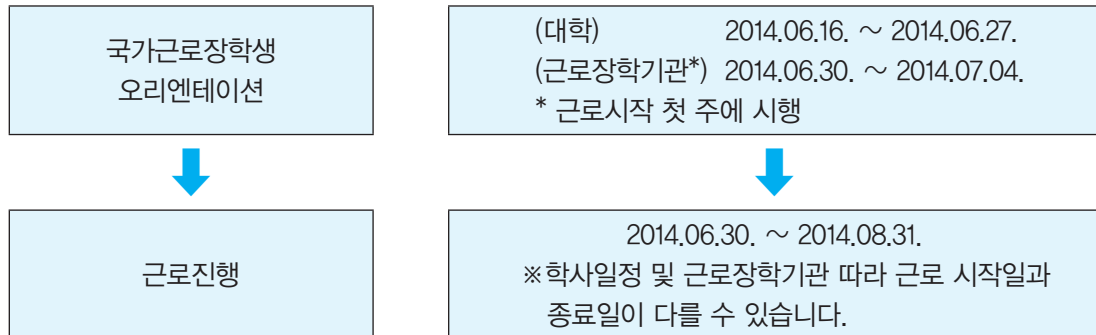 국가근로장학생
오리엔테이션
(대학) 2014.06.16. ~ 2014.06.27.
(근로장학기관*) 2014.06.30. ~ 2014.07.04.
* 근로시작 첫 주에 시행
근로진행
2014.06.30. ~ 2014.08.31.
※학사일정 및 근로장학기관 따라 근로 시작일과
종료일이 다를 수 있습니다.